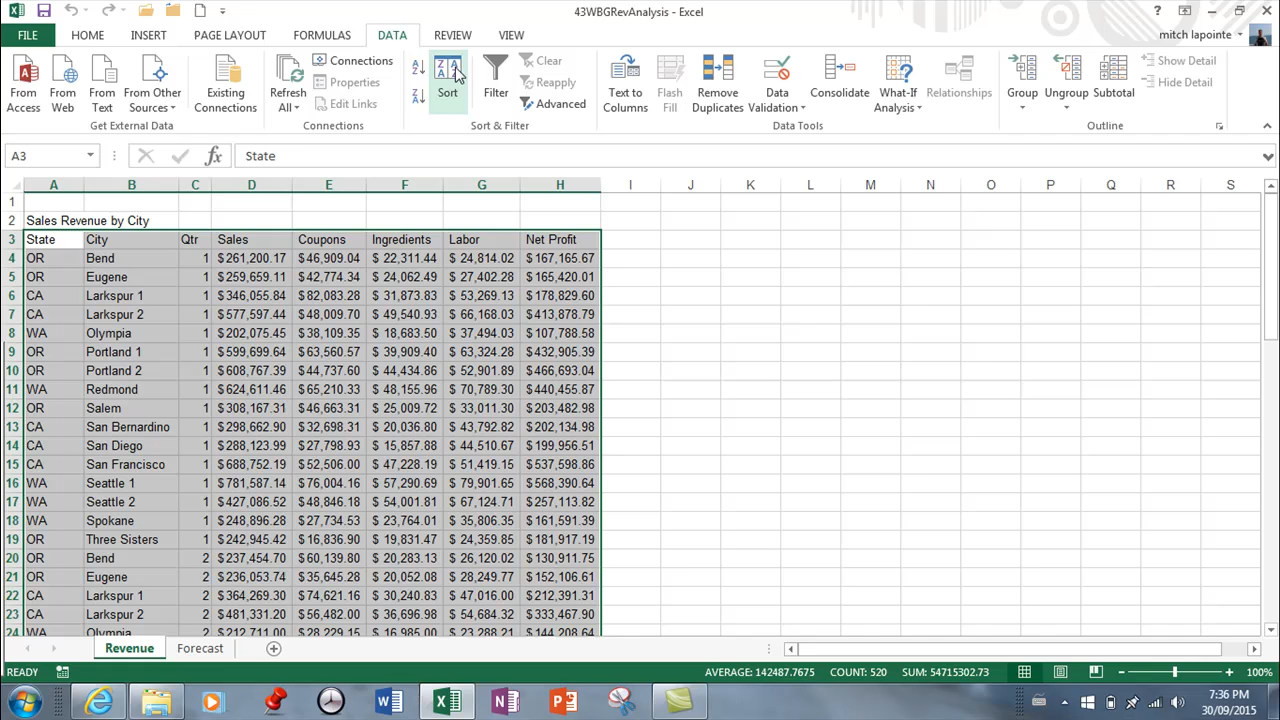 43WBGRevAnalysis - Excel
FILE HOME INSERT PAGE LAYOUT FORMULAS DATA REVIEW VIEW mitch lapointe
From Access
From Web
From Text
From Other Sources
Existing Connections
Get External Data
Refresh All
Connections
Properties
Edit Links
Connections
Sort
Filter
Clear
Reapply
Advanced
Sort & Filter
Text to Columns
Flash Fill
Remove Duplicates
Data Validation
Consolidate
What-If Analysis
Relationships
Data Tools
Group
Ungroup
Subtotal
Show Detail
Hide Detail
Outline
A3 fx State
A B C D E F G H I J K L M N O P Q R S
1
2 Sales Revenue by City
3 State City Qtr Sales Coupons Ingredients Labor Net Profit
4 OR Bend 1 $261,200.17 $46,909.04 $ 22,311.44 $ 24,814.02 $167,165.67
5 OR Eugene 1 $259,659.11 $42,774.34 $ 24,062.49 $ 27,402.28 $165,420.01
6 CA Larkspur 1 1 $346,055.84 $82,083.28 $ 31,873.83 $ 53,269.13 $178,829.60
7 CA Larkspur 2 1 $577,597.44 $48,009.70 $ 49,540.93 $ 66,168.03 $413,878.79
8 WA Olympia 1 $202,075.45 $38,109.35 $ 18,683.50 $ 37,494.03 $107,788.58
9 OR Portland 1 1 $599,699.64 $63,560.57 $ 39,909.40 $ 63,324.28 $432,905.39
10 OR Portland 2 1 $608,767.39 $44,737.60 $ 44,434.86 $ 52,901.89 $466,693.04
11 WA Redmond 1 $624,611.46 $65,210.33 $ 48,155.96 $ 70,789.30 $440,455.87
12 OR Salem 1 $308,167.31 $46,663.31 $ 25,009.72 $ 33,011.30 $203,482.98
13 CA San Bernardino 1 $298,662.90 $32,698.31 $ 20,036.80 $ 43,792.82 $202,134.98
14 CA San Diego 1 $288,123.99 $27,798.93 $ 15,857.88 $ 44,510.67 $199,956.51
15 CA San Francisco 1 $688,752.19 $52,506.00 $ 47,228.19 $ 51,419.15 $537,598.86
16 WA Seattle 1 1 $781,587.14 $76,004.16 $ 57,290.69 $ 79,901.65 $568,390.64
17 WA Seattle 2 1 $427,086.52 $48,846.18 $ 54,001.81 $ 67,124.71 $257,113.82
18 WA Spokane 1 $248,896.28 $27,734.53 $ 23,764.01 $ 35,806.35 $161,591.39
19 OR Three Sisters 1 $242,945.42 $16,836.90 $ 19,831.47 $ 24,359.85 $181,917.19
20 OR Bend 2 $237,454.70 $60,139.80 $ 20,283.13 $ 26,120.02 $130,911.75
21 OR Eugene 2 $236,053.74 $35,645.28 $ 20,052.08 $ 28,249.77 $152,106.61
22 CA Larkspur 1 2 $364,269.30 $74,621.16 $ 30,240.83 $ 47,016.00 $212,391.31
23 CA Larkspur 2 2 $481,331.20 $56,482.00 $ 36,696.98 $ 54,684.32 $333,467.90
24 WA Olympia 2 $212,711.00 $28,229.15 $ 16,985.00 $ 23,288.21 $144,208.64
Revenue Forecast
READY AVERAGE: 142487.7675 COUNT: 520 SUM: 54715302.73 100%
7:36 PM
30/09/2015